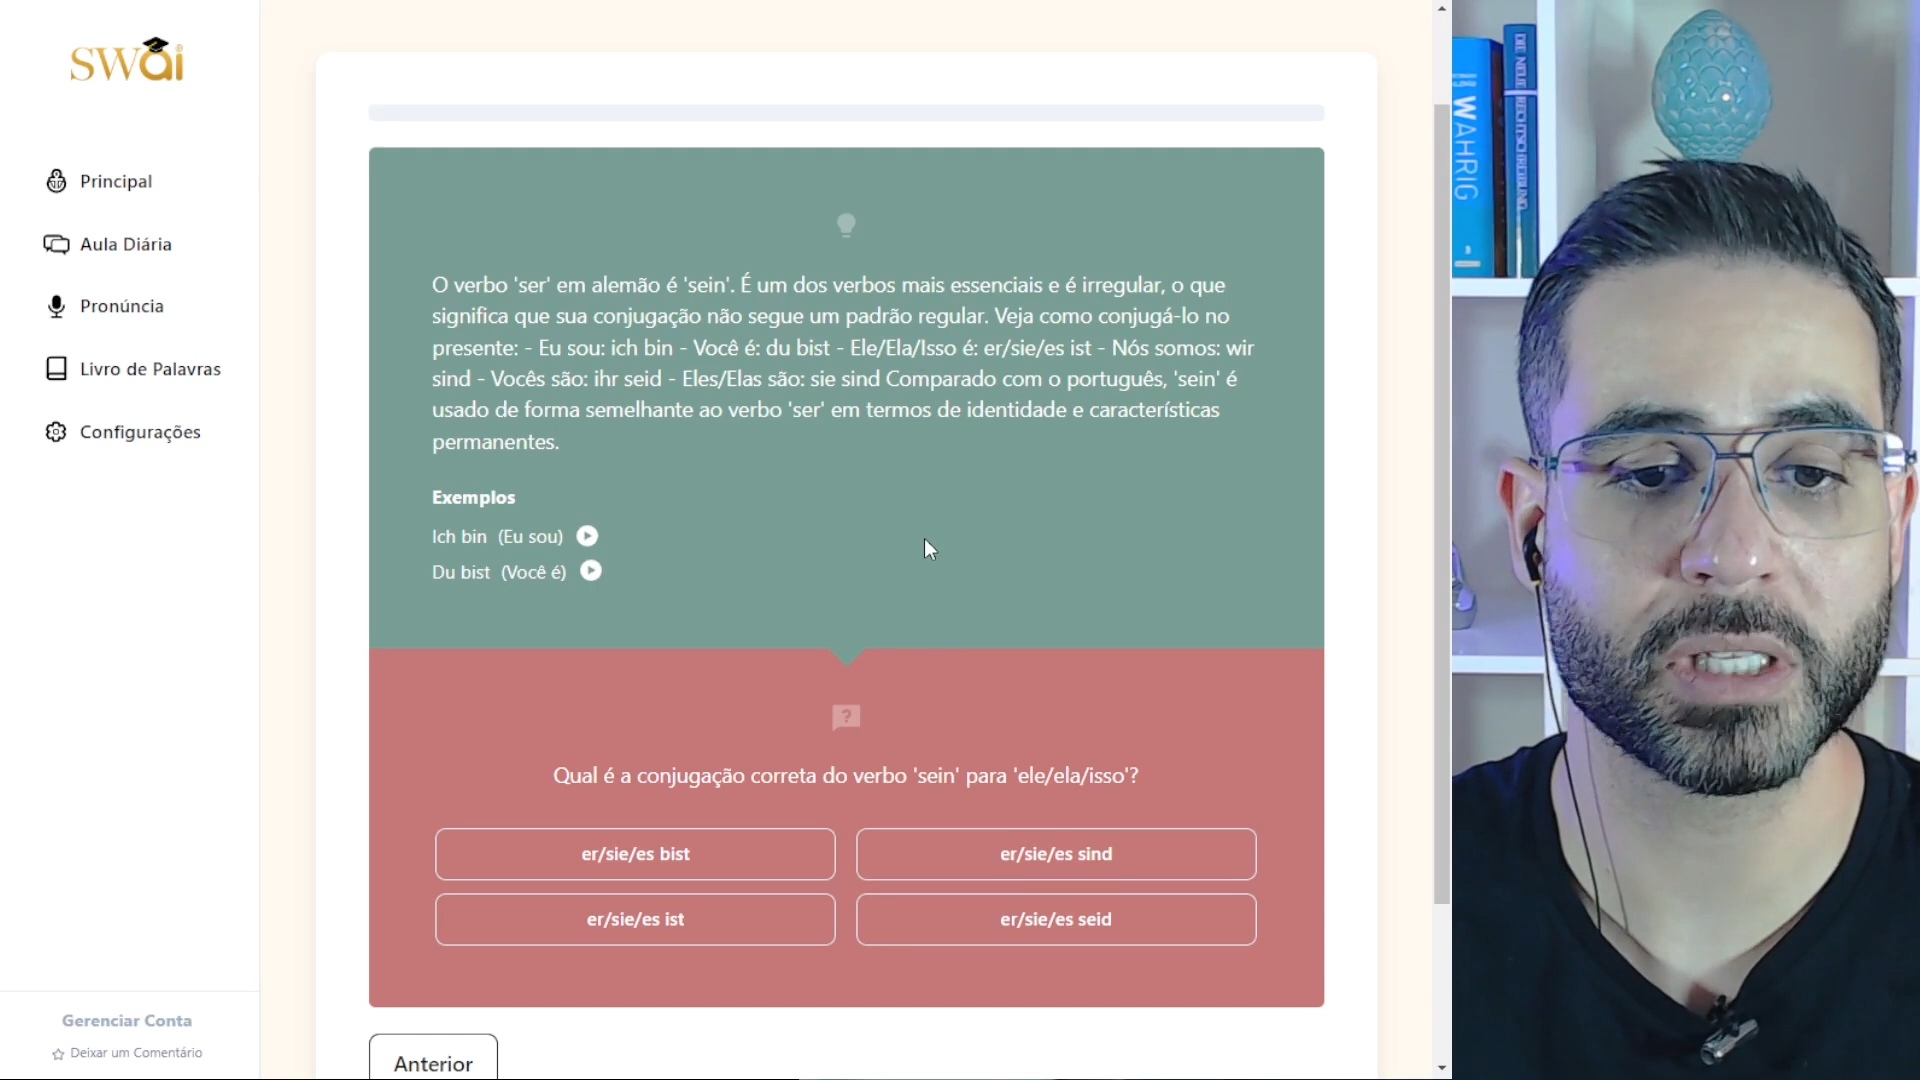 swai
Principal
Aula Diária
Pronúncia
Livro de Palavras
Configurações
Gerenciar Conta
Deixar um Comentário
O verbo 'ser' em alemão é 'sein'. É um dos verbos mais essenciais e é irregular, o que
significa que sua conjugação não segue um padrão regular. Veja como conjugá-lo no
presente: - Eu sou: ich bin - Você é: du bist - Ele/Ela/Isso é: er/sie/es ist - Nós somos: wir
sind - Vocês são: ihr seid - Eles/Elas são: sie sind Comparado com o português, 'sein' é
usado de forma semelhante ao verbo 'ser' em termos de identidade e características
permanentes.
Exemplos
Ich bin (Eu sou)
Du bist (Você é)
?
Qual é a conjugação correta do verbo 'sein' para 'ele/ela/isso'?
er/sie/es bist
er/sie/es sind
er/sie/es ist
er/sie/es seid
Anterior
WAHRIG
DIE NEUE RECHTSCHREIBUNG